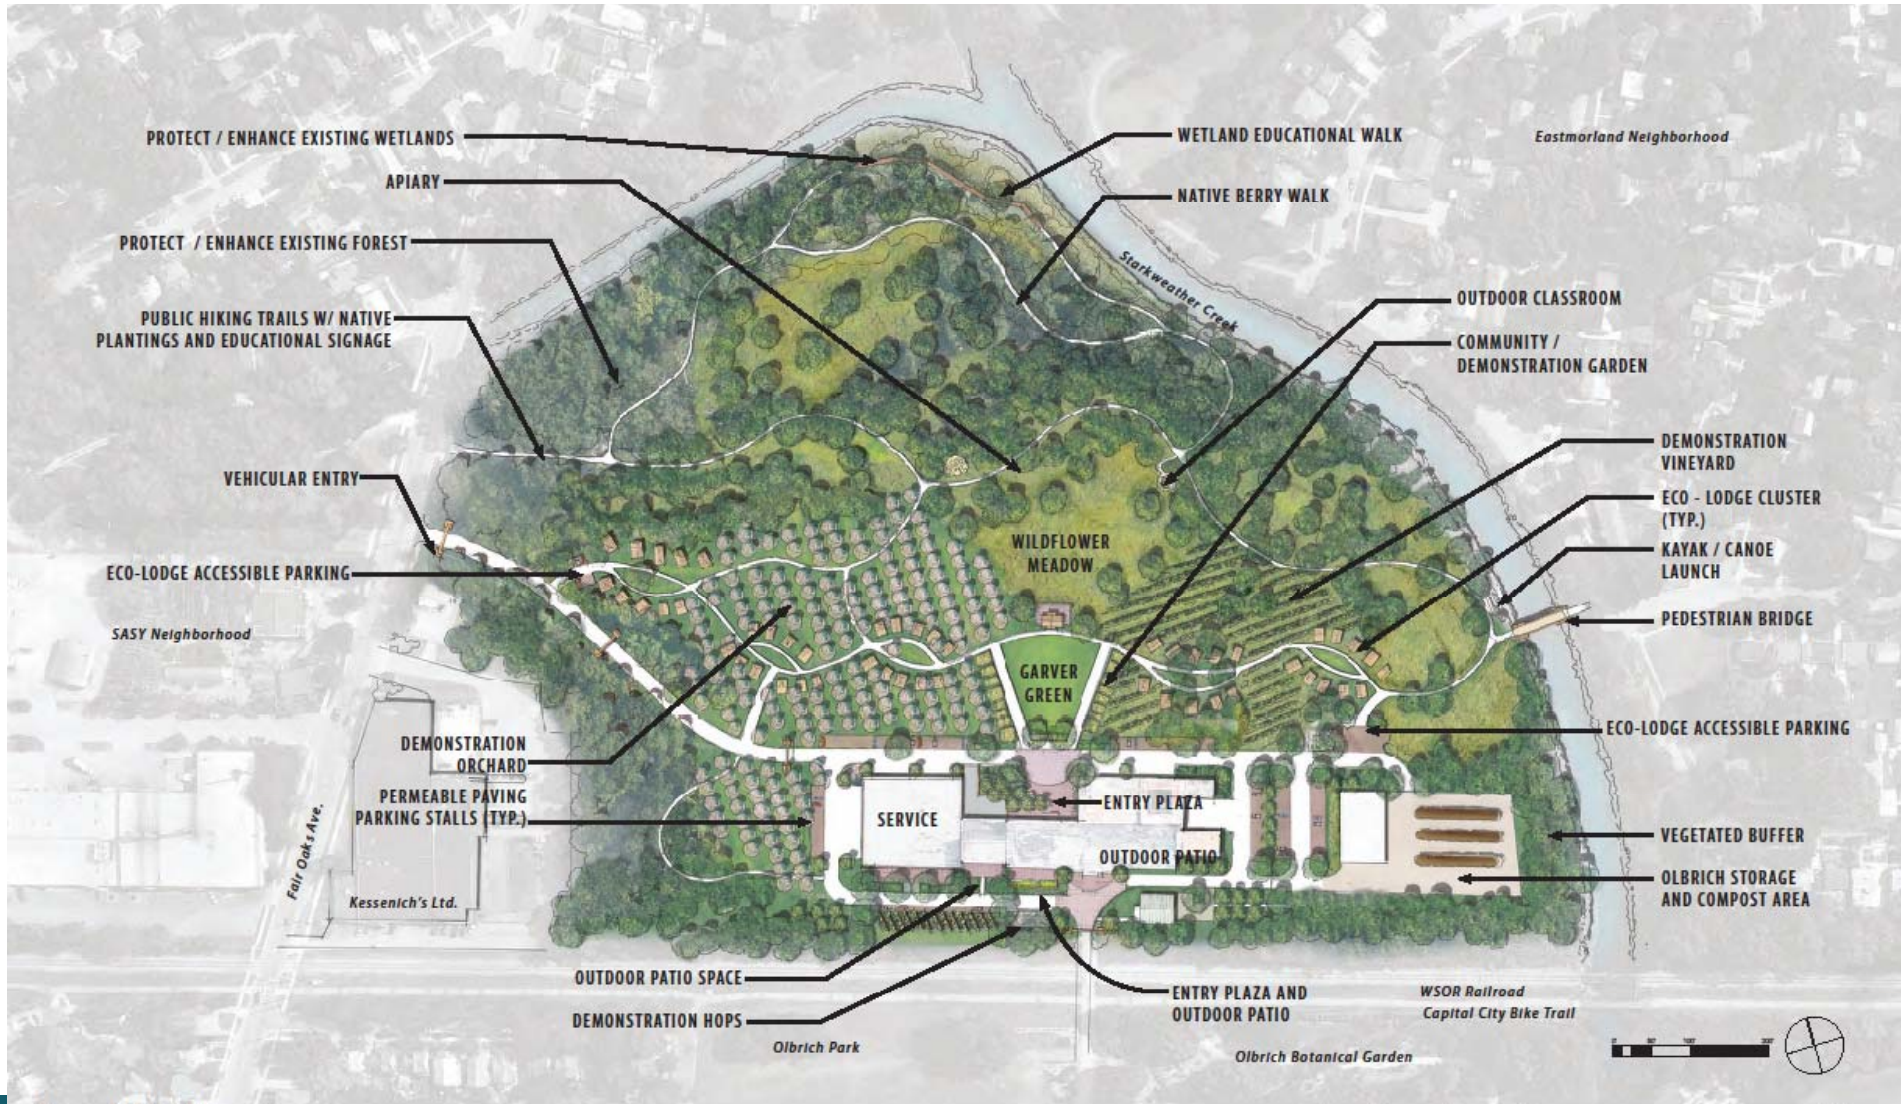 PROTECT / ENHANCE EXISTING WETLANDS
WETLAND EDUCATIONAL WALK
Eastmorland Neighborhood
APIARY
NATIVE BERRY WALK
PROTECT / ENHANCE EXISTING FOREST
Starkweather Creek
OUTDOOR CLASSROOM
PUBLIC HIKING TRAILS W/ NATIVE
PLANTINGS AND EDUCATIONAL SIGNAGE
COMMUNITY /
DEMONSTRATION GARDEN
DEMONSTRATION
VINEYARD
VEHICULAR ENTRY
ECO - LODGE CLUSTER
(TYP.)
WILDFLOWER
MEADOW
KAYAK / CANOE
LAUNCH
ECO-LODGE ACCESSIBLE PARKING
PEDESTRIAN BRIDGE
SASY Neighborhood
GARVER
GREEN
ECO-LODGE ACCESSIBLE PARKING
DEMONSTRATION
ORCHARD
PERMEABLE PAVING
PARKING STALLS (TYP.)
ENTRY PLAZA
SERVICE
VEGETATED BUFFER
OUTDOOR PATIO
Fair Oaks Ave.
OLBRICH STORAGE
AND COMPOST AREA
Kessenich's Ltd.
OUTDOOR PATIO SPACE
ENTRY PLAZA AND
OUTDOOR PATIO
WSOR Railroad
Capital City Bike Trail
DEMONSTRATION HOPS
Olbrich Park
Olbrich Botanical Garden